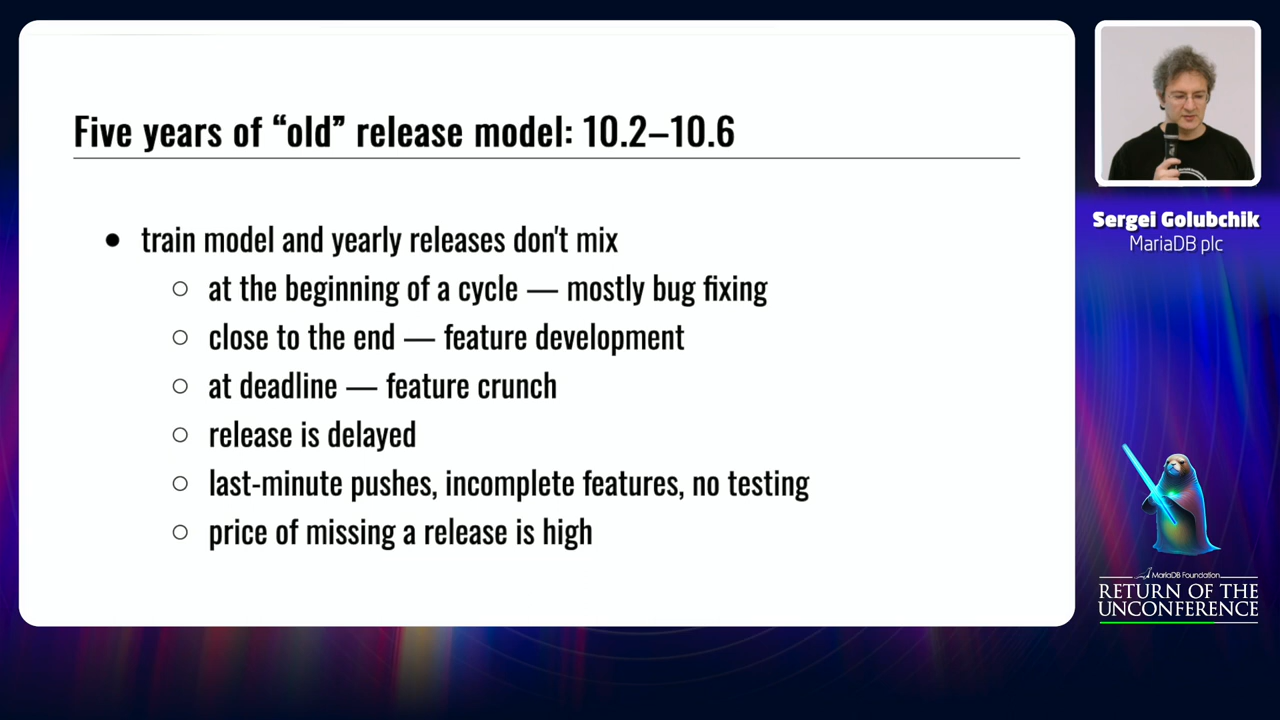 Five years of “old” release model: 10.2–10.6
● train model and yearly releases don't mix
○ at the beginning of a cycle — mostly bug fixing
○ close to the end — feature development
○ at deadline — feature crunch
○ release is delayed
○ last-minute pushes, incomplete features, no testing
○ price of missing a release is high
Sergei Golubchik
MariaDB plc
MariaDB Foundation
RETURN OF THE
UNCONFERENCE